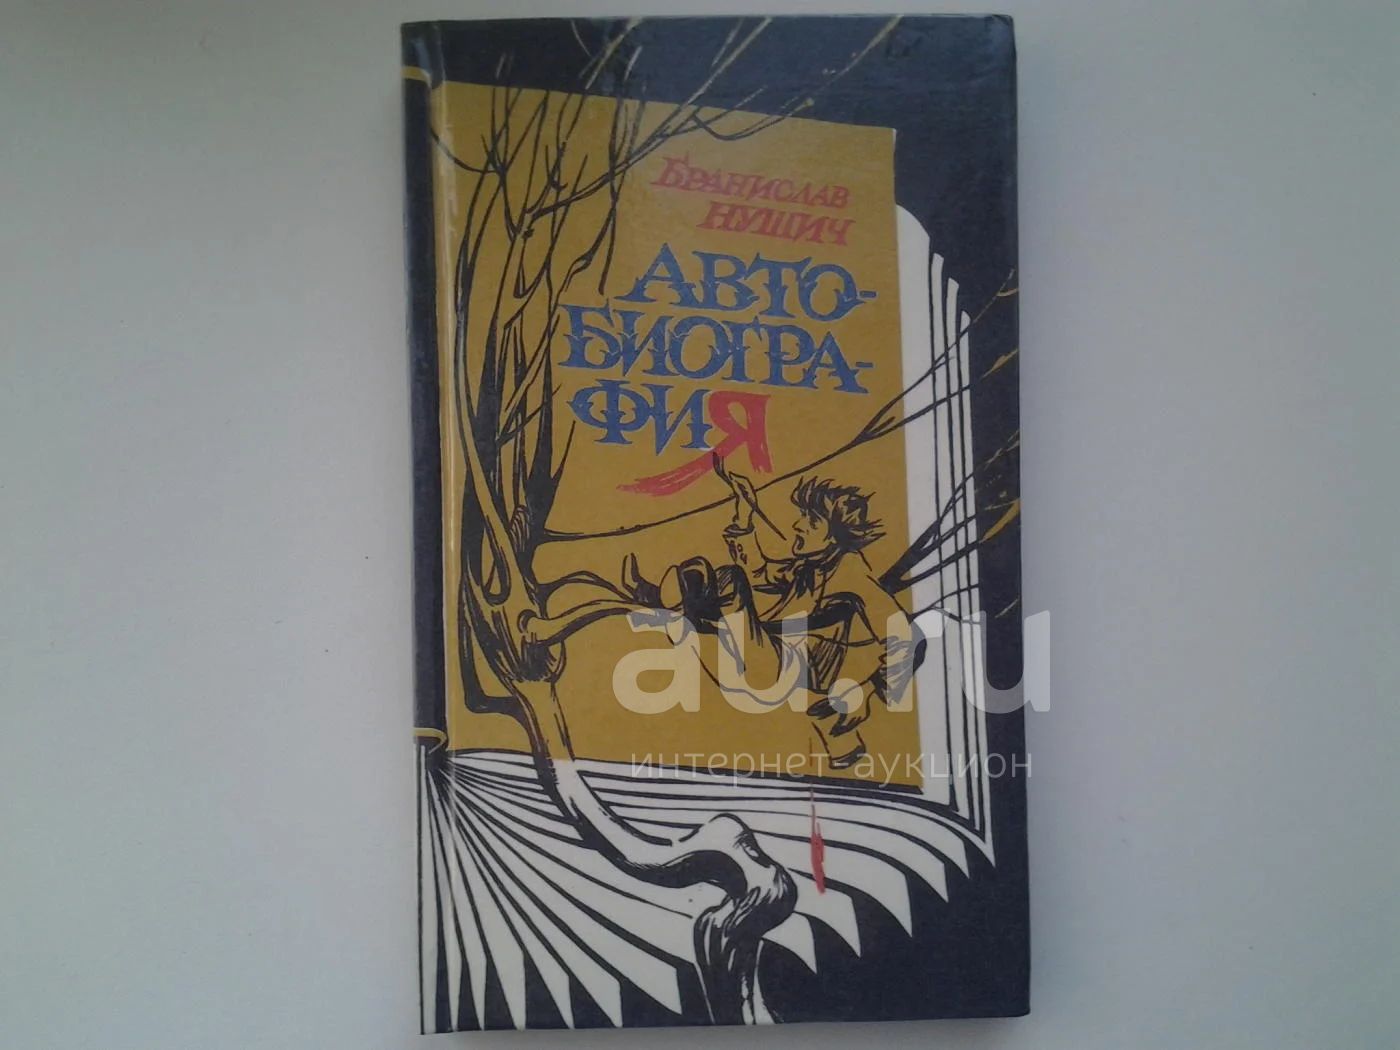 БРАНИСЛАВ
НУШИЧ
АВТО-
БИОГРА-
ФИЯ
au.ru
интернет-аукцион